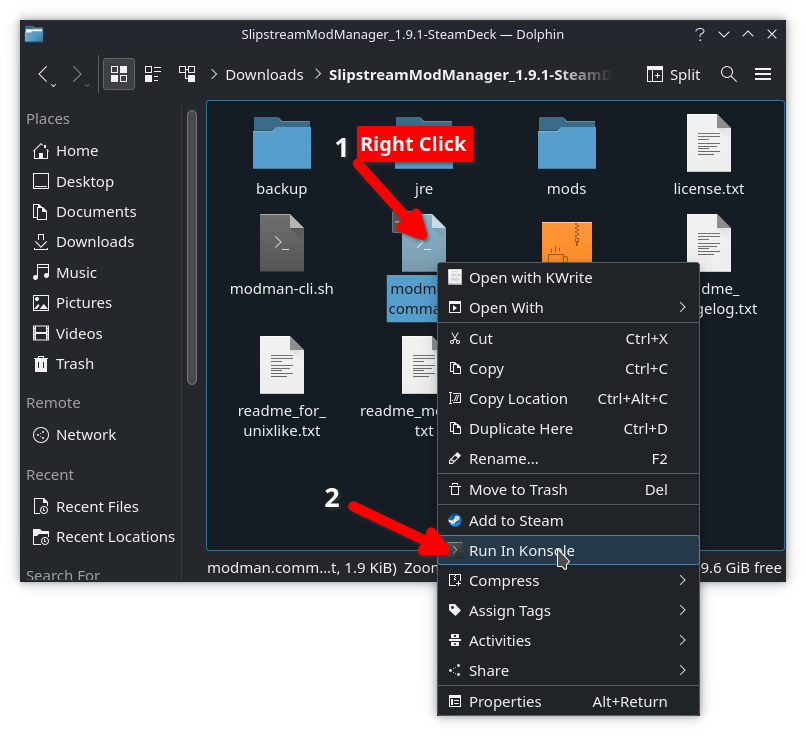 SlipstreamModManager_1.9.1-SteamDeck — Dolphin
Downloads
SlipstreamModManager_1.9.1-SteamD
Split
Places
Home
Desktop
Documents
Downloads
Music
Pictures
Videos
Trash
Remote
Network
Recent
Recent Files
Recent Locations
Search For
1
Right Click
backup
jre
mods
license.txt
modman-cli.sh
modm
comma
dme_
gelog.txt
readme_for_
unixlike.txt
readme_mo
txt
2
modman.comm...t, 1.9 KiB)
Zoom
9.6 GiB free
Open with KWrite
Open With
Cut Ctrl+X
Copy Ctrl+C
Copy Location Ctrl+Alt+C
Duplicate Here Ctrl+D
Rename... F2
Move to Trash Del
Add to Steam
Run In Konsole
Compress
Assign Tags
Activities
Share
Properties Alt+Return